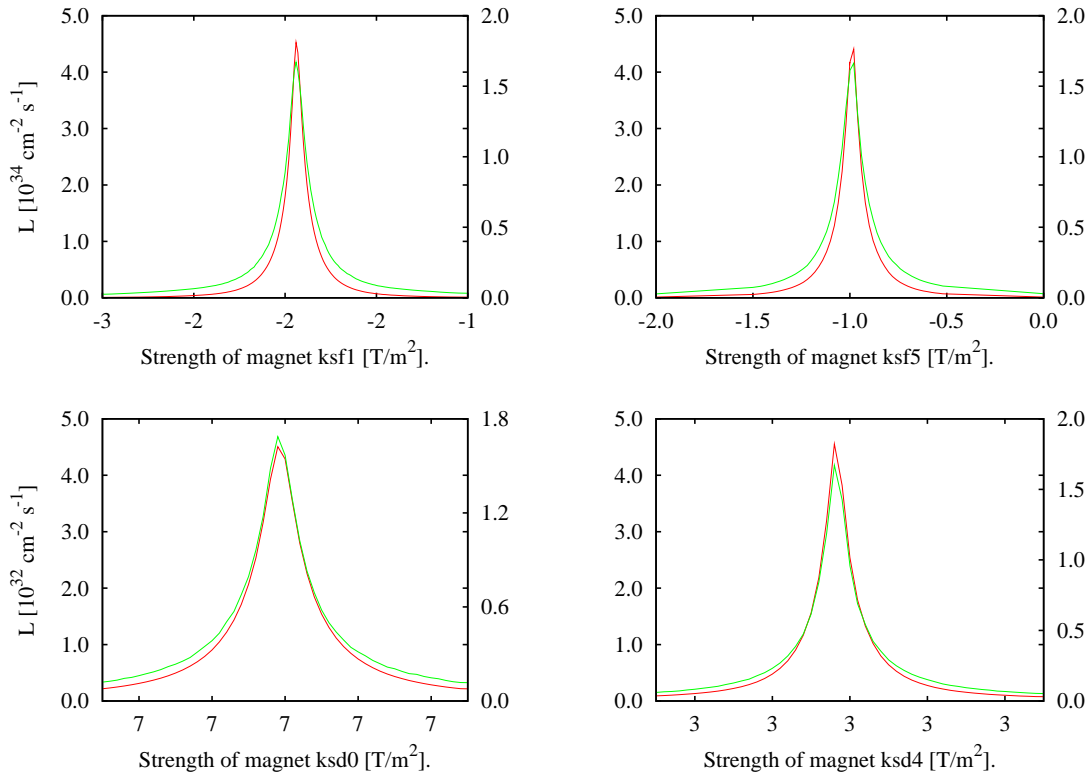 5.0 2.0 5.0 2.0
4.0 1.5 4.0 1.5
3.0 3.0
L [10^34 cm^-2 s^-1] 1.0 1.0
2.0 2.0
1.0 0.5 1.0 0.5
0.0 0.0 0.0 0.0
-3 -2 -2 -2 -1 -2.0 -1.5 -1.0 -0.5 0.0
Strength of magnet ksf1 [T/m^2]. Strength of magnet ksf5 [T/m^2].
5.0 1.8 5.0 2.0
4.0 4.0 1.5
1.2
3.0 3.0
L [10^32 cm^-2 s^-1] 1.0
2.0 2.0
0.6
1.0 1.0 0.5
0.0 0.0 0.0 0.0
7 7 7 7 7 3 3 3 3 3
Strength of magnet ksd0 [T/m^2]. Strength of magnet ksd4 [T/m^2].